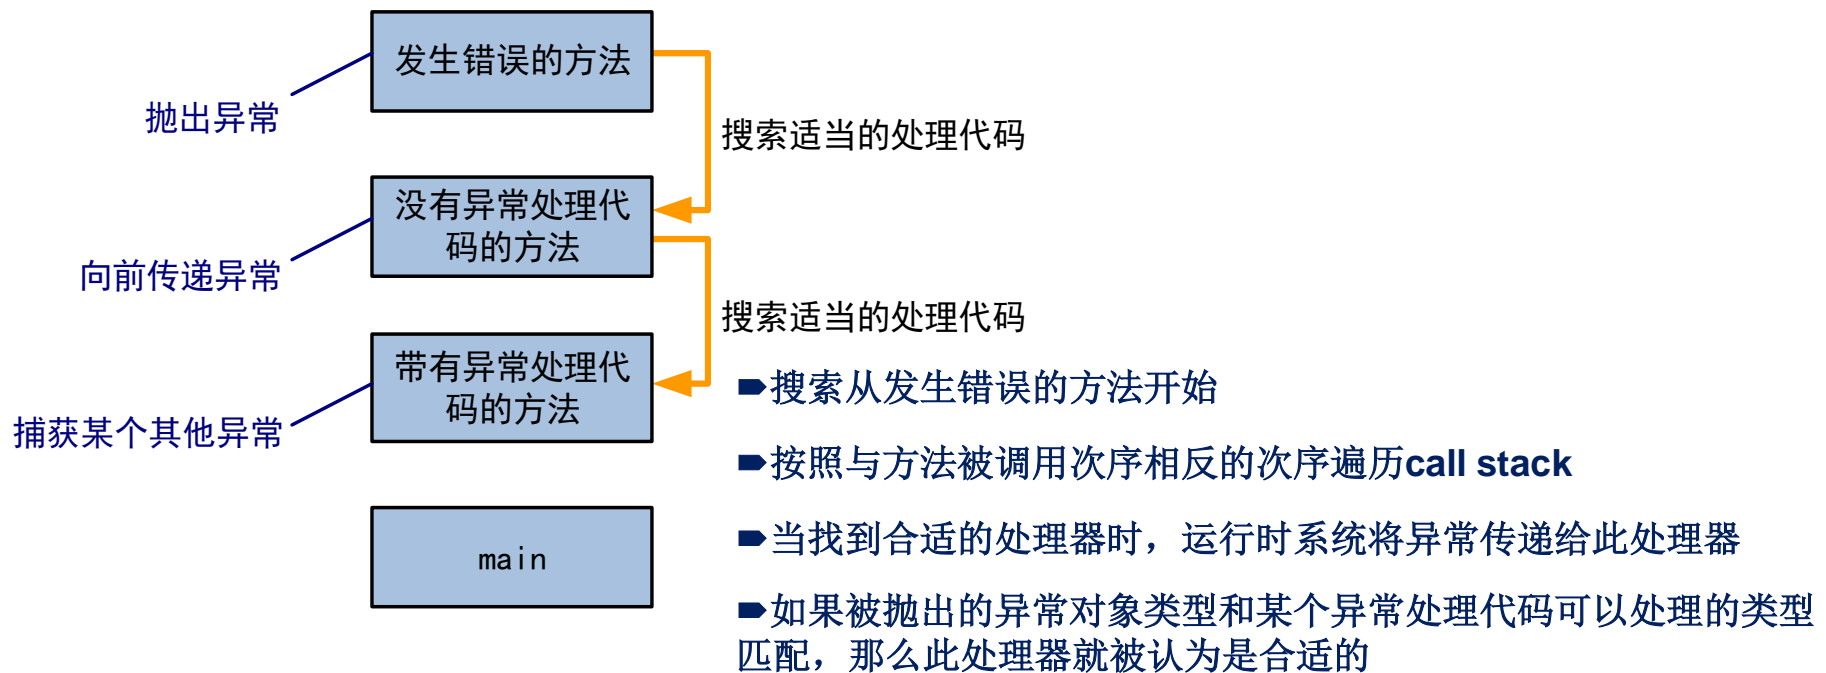 发生错误的方法
抛出异常
搜索适当的处理代码
没有异常处理代
码的方法
向前传递异常
搜索适当的处理代码
带有异常处理代
码的方法
捕获某个其他异常
main
➨搜索从发生错误的方法开始
➨按照与方法被调用次序相反的次序遍历call stack
➨当找到合适的处理器时，运行时系统将异常传递给此处理器
➨如果被抛出的异常对象类型和某个异常处理代码可以处理的类型
匹配，那么此处理器就被认为是合适的